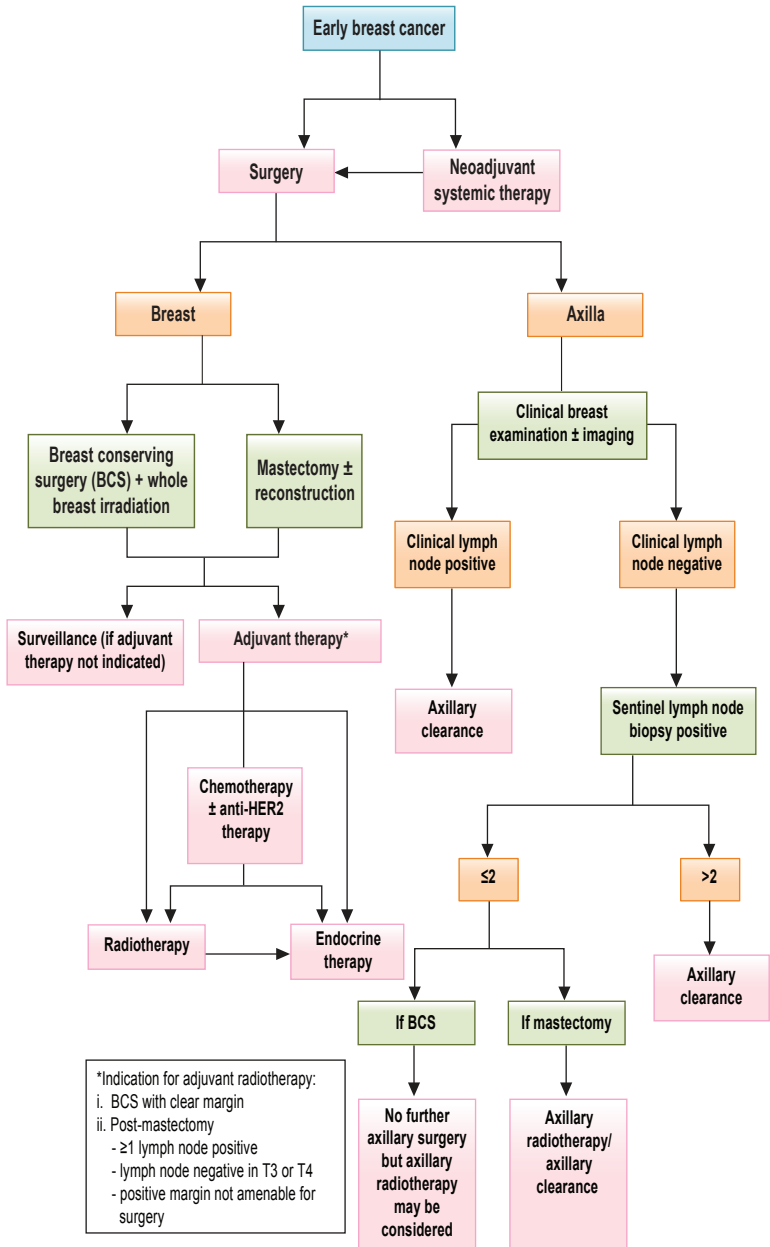 Early breast cancer
Surgery
Neoadjuvant
systemic therapy
Breast
Axilla
Breast conserving
surgery (BCS) + whole
breast irradiation
Mastectomy ±
reconstruction
Clinical breast
examination ± imaging
Clinical lymph
node positive
Clinical lymph
node negative
Surveillance (if adjuvant
therapy not indicated)
Adjuvant therapy*
Axillary
clearance
Sentinel lymph node
biopsy positive
Chemotherapy
± anti-HER2
therapy
≤2
>2
Radiotherapy
Endocrine
therapy
Axillary
clearance
If BCS
If mastectomy
*Indication for adjuvant radiotherapy:
i. BCS with clear margin
ii. Post-mastectomy
- ≥1 lymph node positive
- lymph node negative in T3 or T4
- positive margin not amenable for
surgery
No further
axillary surgery
but axillary
radiotherapy
may be
considered
Axillary
radiotherapy/
axillary
clearance